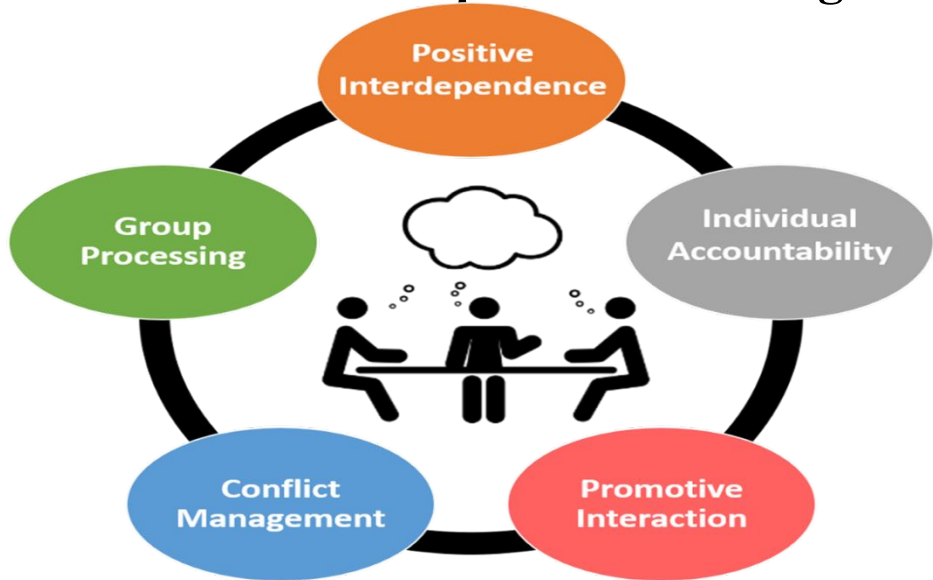 Positive
Interdependence
Individual
Accountability
Promotive
Interaction
Conflict
Management
Group
Processing